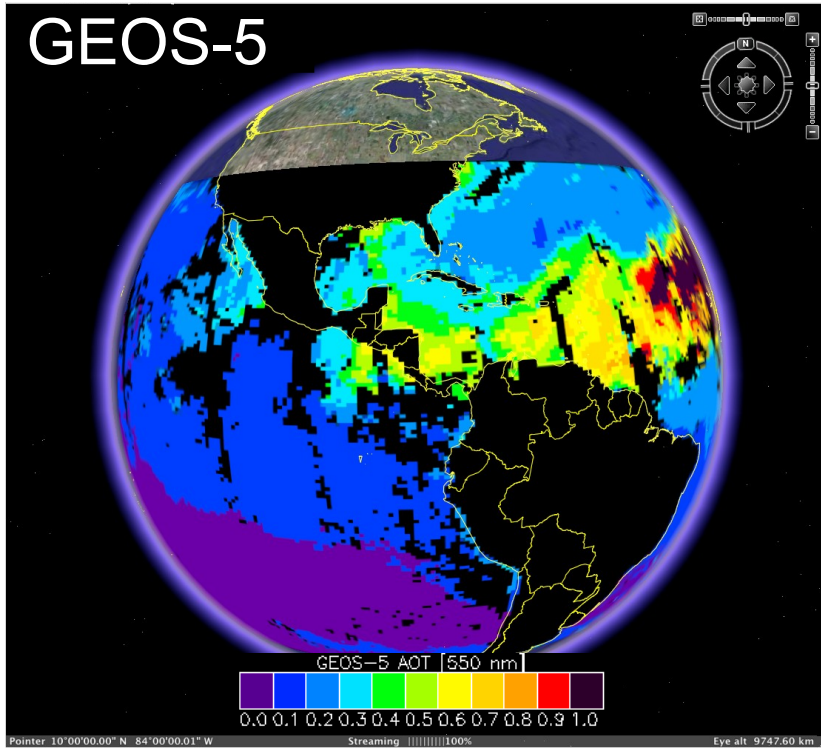 GEOS-5
N
GEOS-5 AOT [550 nm]
0.0 0.1 0.2 0.3 0.4 0.5 0.6 0.7 0.8 0.9 1.0
Pointer 10°00'00.00" N 84°00'00.01" W Streaming ||||||||||100% Eye alt 9747.60 km